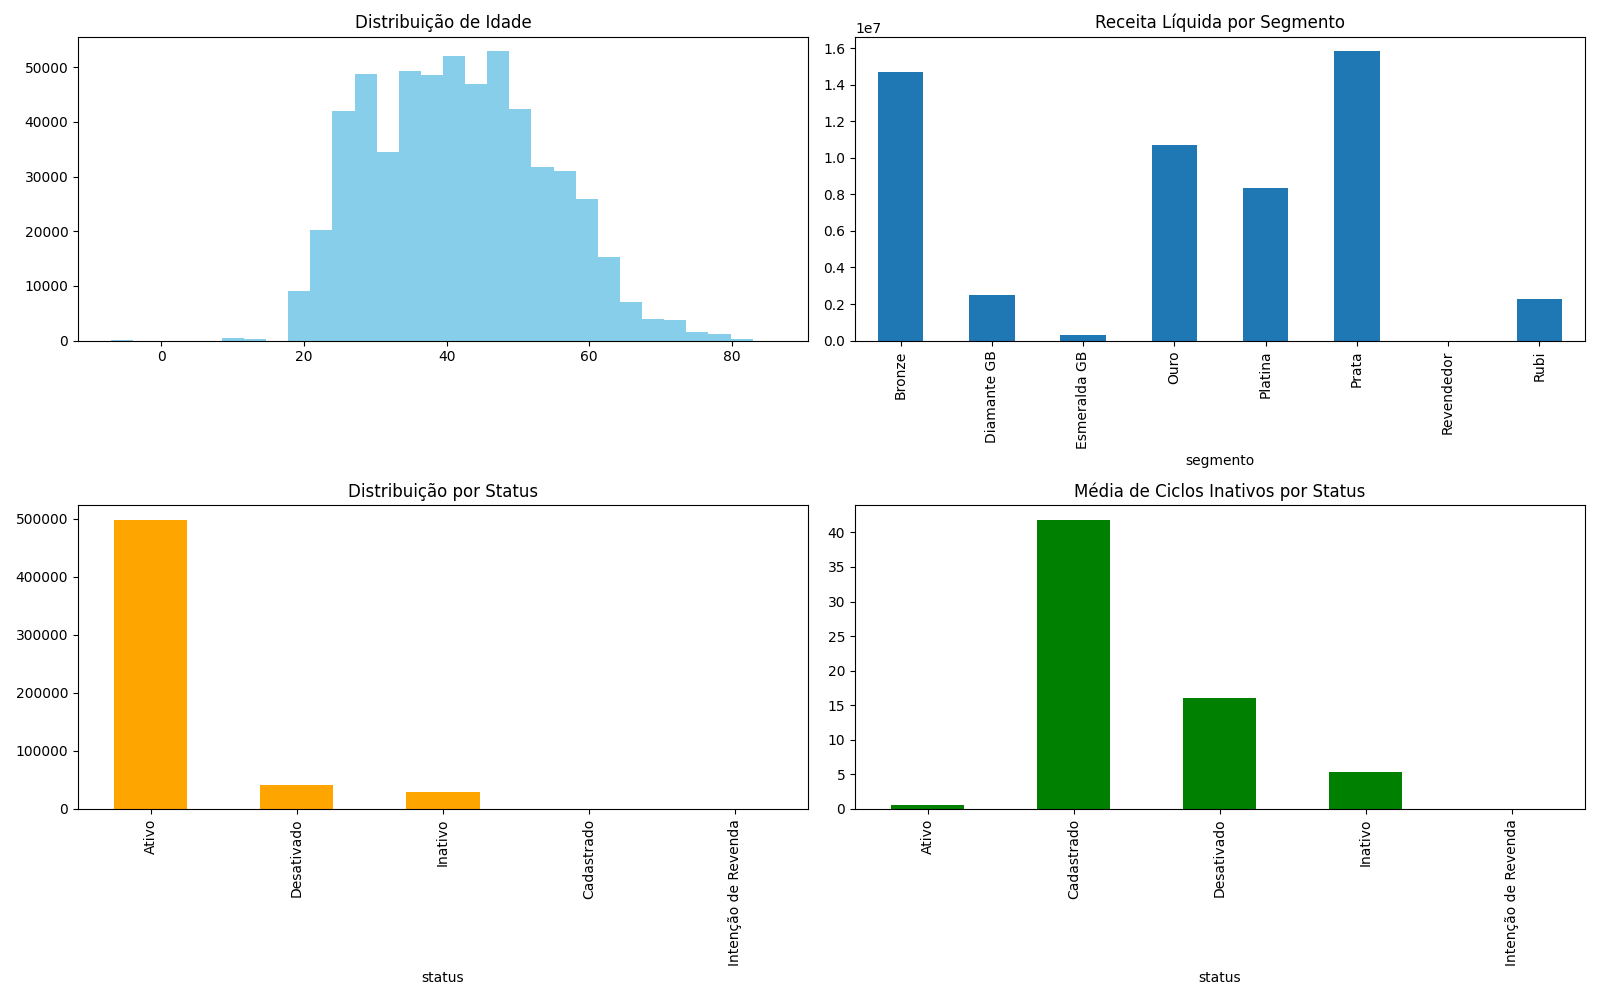 Distribuição de Idade
50000
40000
30000
20000
10000
0
0 20 40 60 80
Receita Líquida por Segmento
1e7
1.6
1.4
1.2
1.0
0.8
0.6
0.4
0.2
0.0
Bronze
Diamante GB
Esmeralda GB
Ouro
Platina
Prata
Revendedor
Rubi
segmento
Distribuição por Status
500000
400000
300000
200000
100000
0
Ativo
Desativado
Inativo
Cadastrado
Intenção de Revenda
status
Média de Ciclos Inativos por Status
40
35
30
25
20
15
10
5
0
Ativo
Cadastrado
Desativado
Inativo
Intenção de Revenda
status